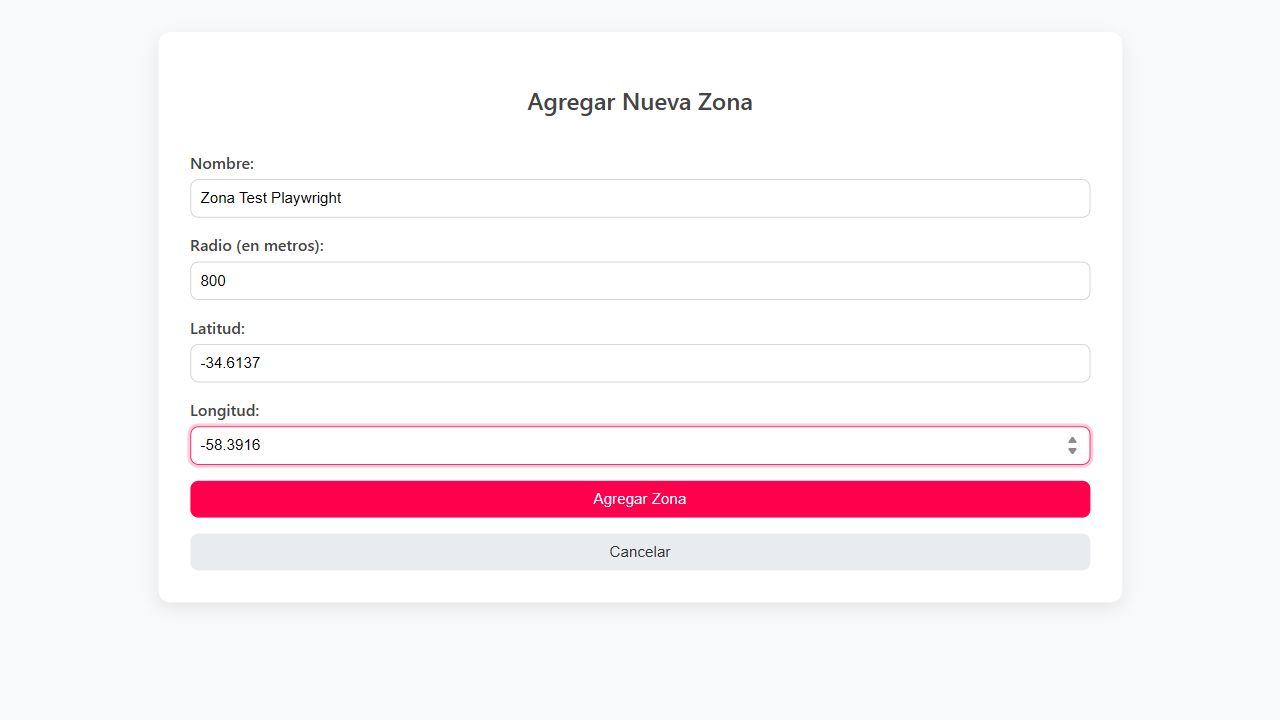 Agregar Nueva Zona
Nombre:
Zona Test Playwright
Radio (en metros):
800
Latitud:
-34.6137
Longitud:
-58.3916
Agregar Zona
Cancelar